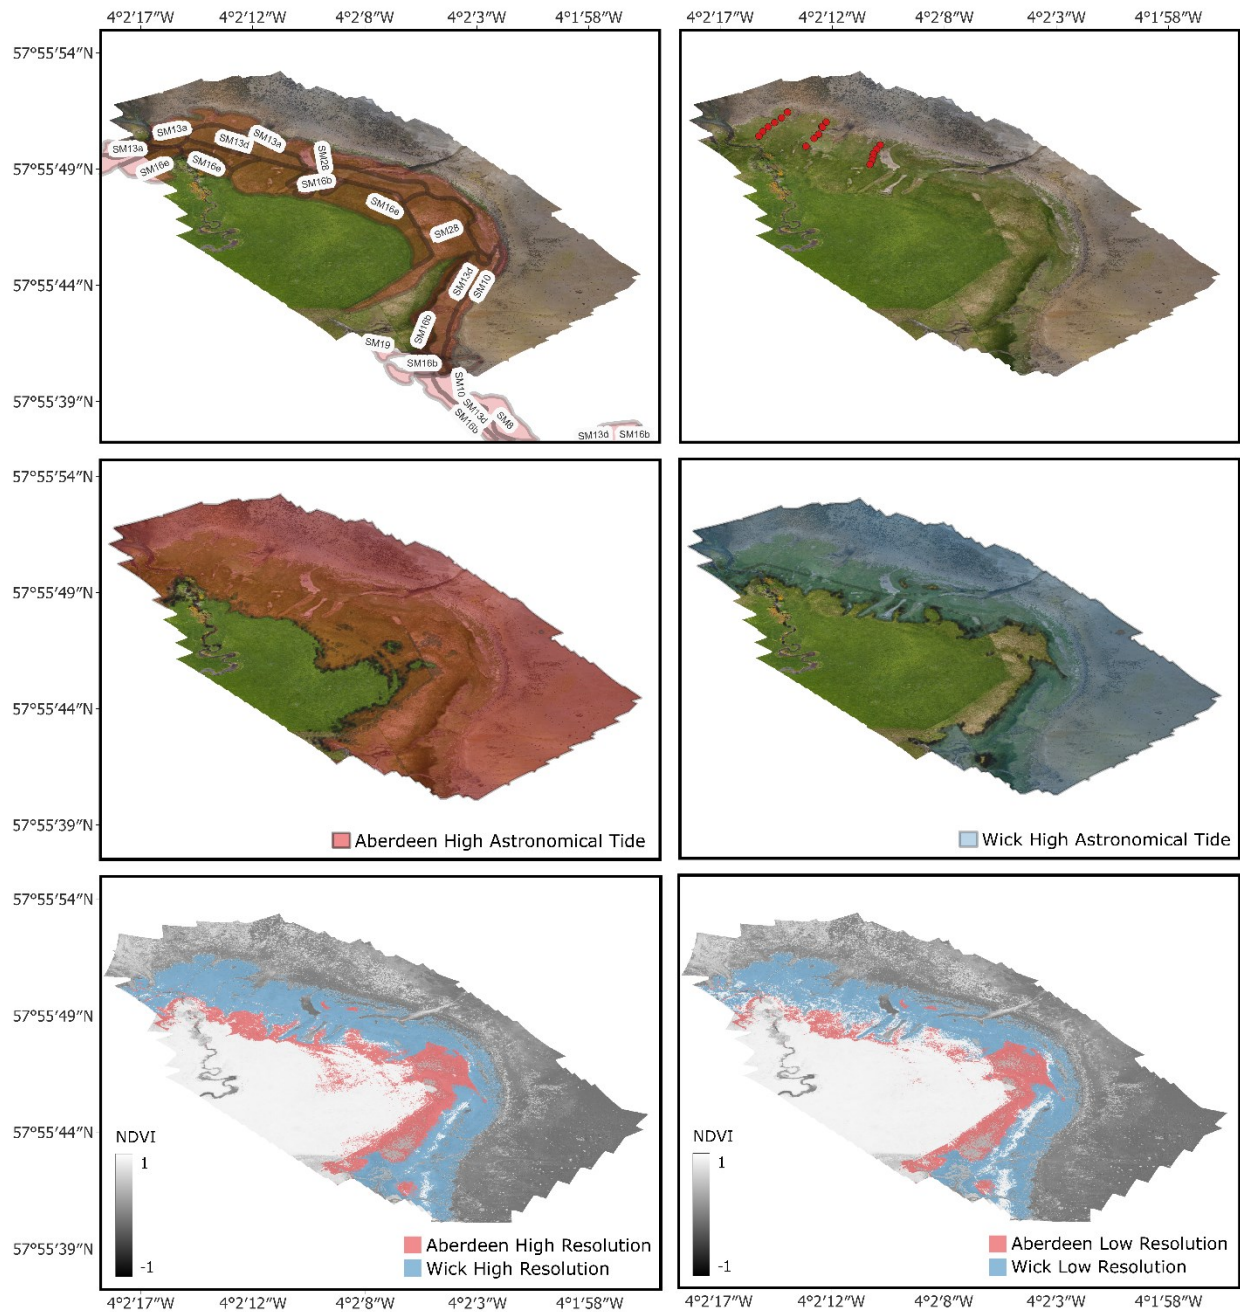 4°2′17″W 4°2′12″W 4°2′8″W 4°2′3″W 4°1′58″W
4°2′17″W 4°2′12″W 4°2′8″W 4°2′3″W 4°1′58″W
57°55′54″N
57°55′49″N
57°55′44″N
57°55′39″N
SM13a
SM13a
SM13d
SM13a
SM16e
SM16e
SM28
SM16b
SM16e
SM28
SM13d
SM10
SM16b
SM19
SM16b
SM10
SM13d
SM16b
SM8
SM13d
SM16b
57°55′54″N
57°55′49″N
57°55′44″N
57°55′39″N
Aberdeen High Astronomical Tide
Wick High Astronomical Tide
57°55′54″N
57°55′49″N
57°55′44″N
57°55′39″N
NDVI
1
-1
Aberdeen High Resolution
Wick High Resolution
NDVI
1
-1
Aberdeen Low Resolution
Wick Low Resolution
4°2′17″W 4°2′12″W 4°2′8″W 4°2′3″W 4°1′58″W
4°2′17″W 4°2′12″W 4°2′8″W 4°2′3″W 4°1′58″W